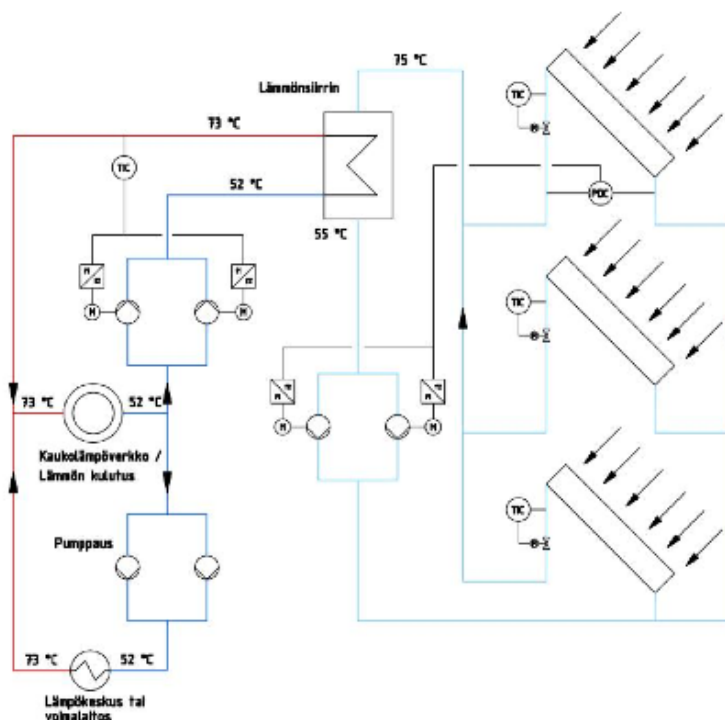 75 °C
Lämmönsiirrin
73 °C
TIC
TIC
M
52 °C
PDC
55 °C
M
M
TIC
M
73 °C
52 °C
M
M
Kaukolämpöverkko /
Lämmön kulutus
TIC
M
Pumppaus
73 °C
52 °C
Lämpökeskus tai
voimalaitos